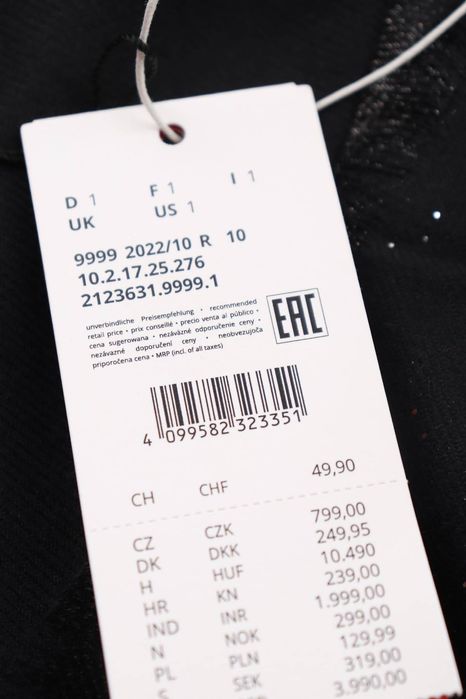 D 1 F 1 I 1
UK US 1
9999 2022/10 R 10
10.2.17.25.276
2123631.9999.1
unverbindliche Preisempfehlung • recommended
retail price • prix conseillé • precio venta al público •
cena sugerowana • nezávázné odporučenie ceny •
nezávazné doporučení ceny • neobvezujoča
priporočena cena • MRP (incl. of all taxes)
EAC
4 099582 323351
CH CHF 49,90
CZ CZK 799,00
DK DKK 249,95
H HUF 10.490
HR KN 239,00
IND INR 1.999,00
N NOK 299,00
PL PLN 129,99
S SEK 319,00
3.990,00